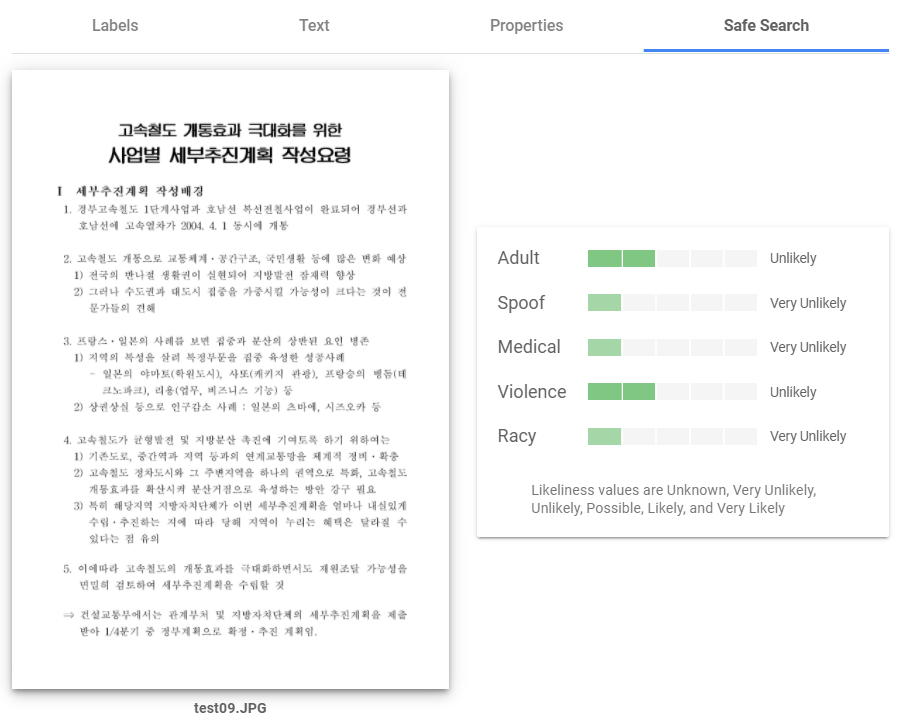 Labels
Text
Properties
Safe Search
고속철도 개통효과 극대화를 위한
사업별 세부추진계획 작성요령
Ⅰ 세부추진계획 작성배경
1. 경부고속철도 1단계사업과 호남선 복선전철사업이 완료되어 경부선과
호남선에 고속열차가 2004. 4. 1 동시에 개통
2. 고속철도 개통으로 교통체계·공간구조, 국민생활 등에 많은 변화 예상
1) 전국의 반나절 생활권이 실현되어 지방발전 잠재력 향상
2) 그러나 수도권과 대도시 집중을 가중시킬 가능성이 크다는 것이 전
문가들의 견해
3. 프랑스·일본의 사례를 보면 집중과 분산의 상반된 요인 병존
1) 지역의 특성을 살려 특정부문을 집중 육성한 성공사례
- 일본의 야마토(학원도시), 사토(캐키지 관광), 프랑스의 벵돔(테
크노파크), 리용(업무, 비즈니스 기능) 등
2) 상권상실 등으로 인구감소 사례 : 일본의 츠바메, 시즈오카 등
4. 고속철도가 균형발전 및 지방분산 촉진에 기여토록 하기 위하여는
1) 기존도로, 중간역과 지역 등과의 연계교통망을 체계적 정비·확충
2) 고속철도 정차도시와 그 주변지역을 하나의 권역으로 특화, 고속철도
개통효과를 확산시켜 분산거점으로 육성하는 방안 강구 필요
3) 특히 해당지역 지방자치단체가 이번 세부추진계획을 얼마나 내실있게
수립·추진하는 지에 따라 당해 지역이 누리는 혜택은 달라질 수
있다는 점 유의
5. 이에따라 고속철도의 개통효과를 극대화하면서도 재원조달 가능성을
면밀히 검토하여 세부추진계획을 수립할 것
⇒ 건설교통부에서는 관계부처 및 지방자치단체의 세부추진계획을 제출
받아 1/4분기 중 정부계획으로 확정·추진 계획임.
test09.JPG
Adult Unlikely
Spoof Very Unlikely
Medical Very Unlikely
Violence Unlikely
Racy Very Unlikely
Likeliness values are Unknown, Very Unlikely,
Unlikely, Possible, Likely, and Very Likely